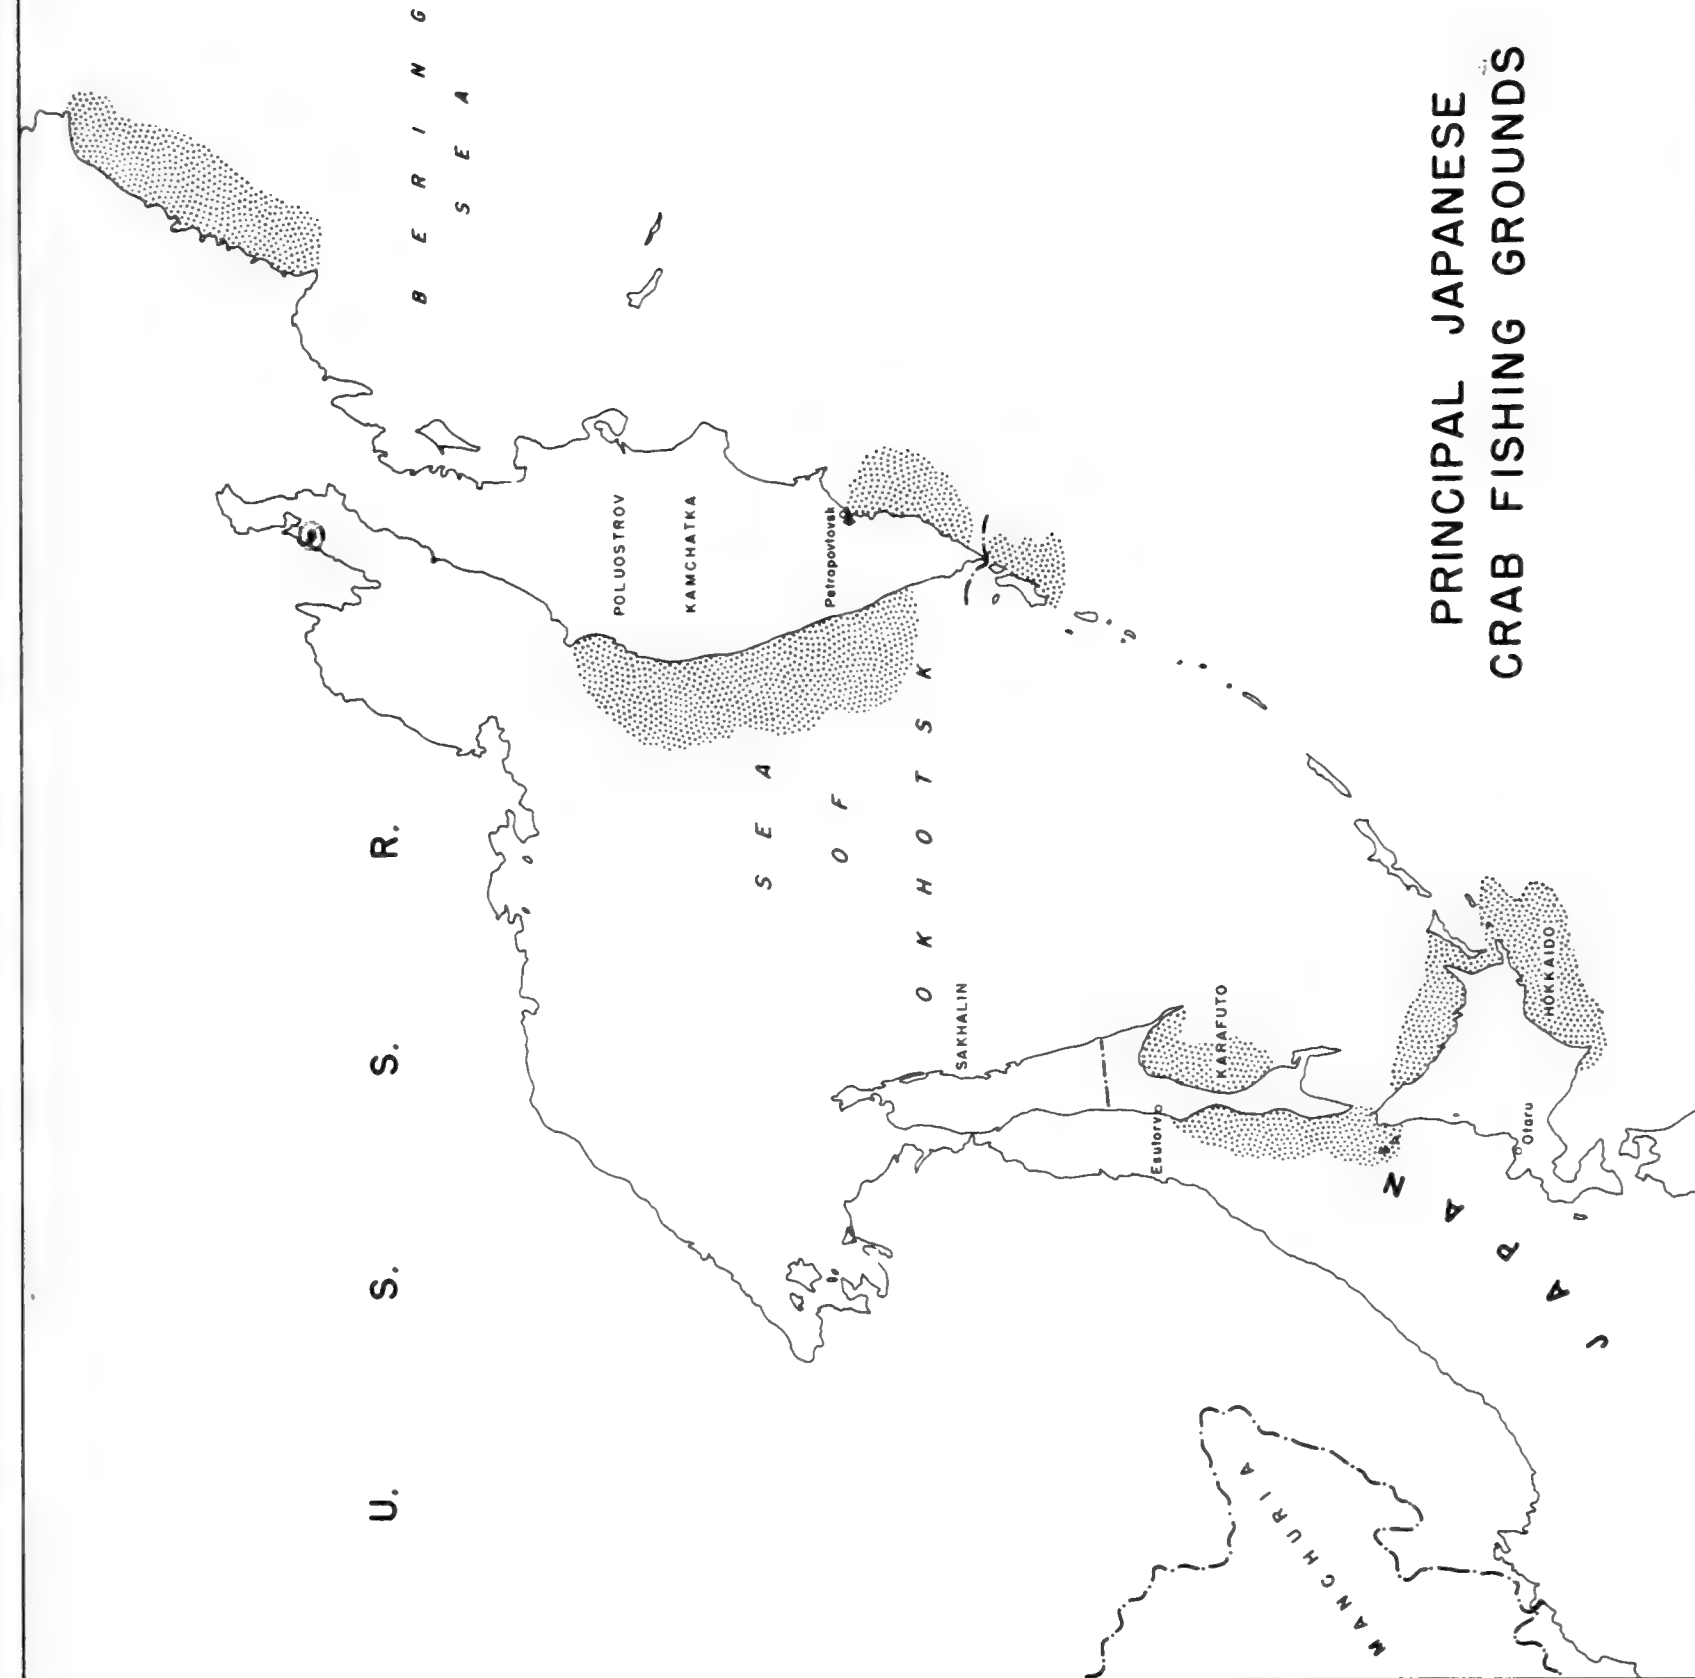 PRINCIPAL JAPANESE
CRAB FISHING GROUNDS
U. S. S. R.
BERING
SEA
POLUOSTROV
KAMCHATKA
Petropovlovsk
SEA
OF
OKHOTSK
SAKHALIN
KARAFUTO
Esutoru
HOKKAIDO
Otaru
JAPAN
MANCHURIA